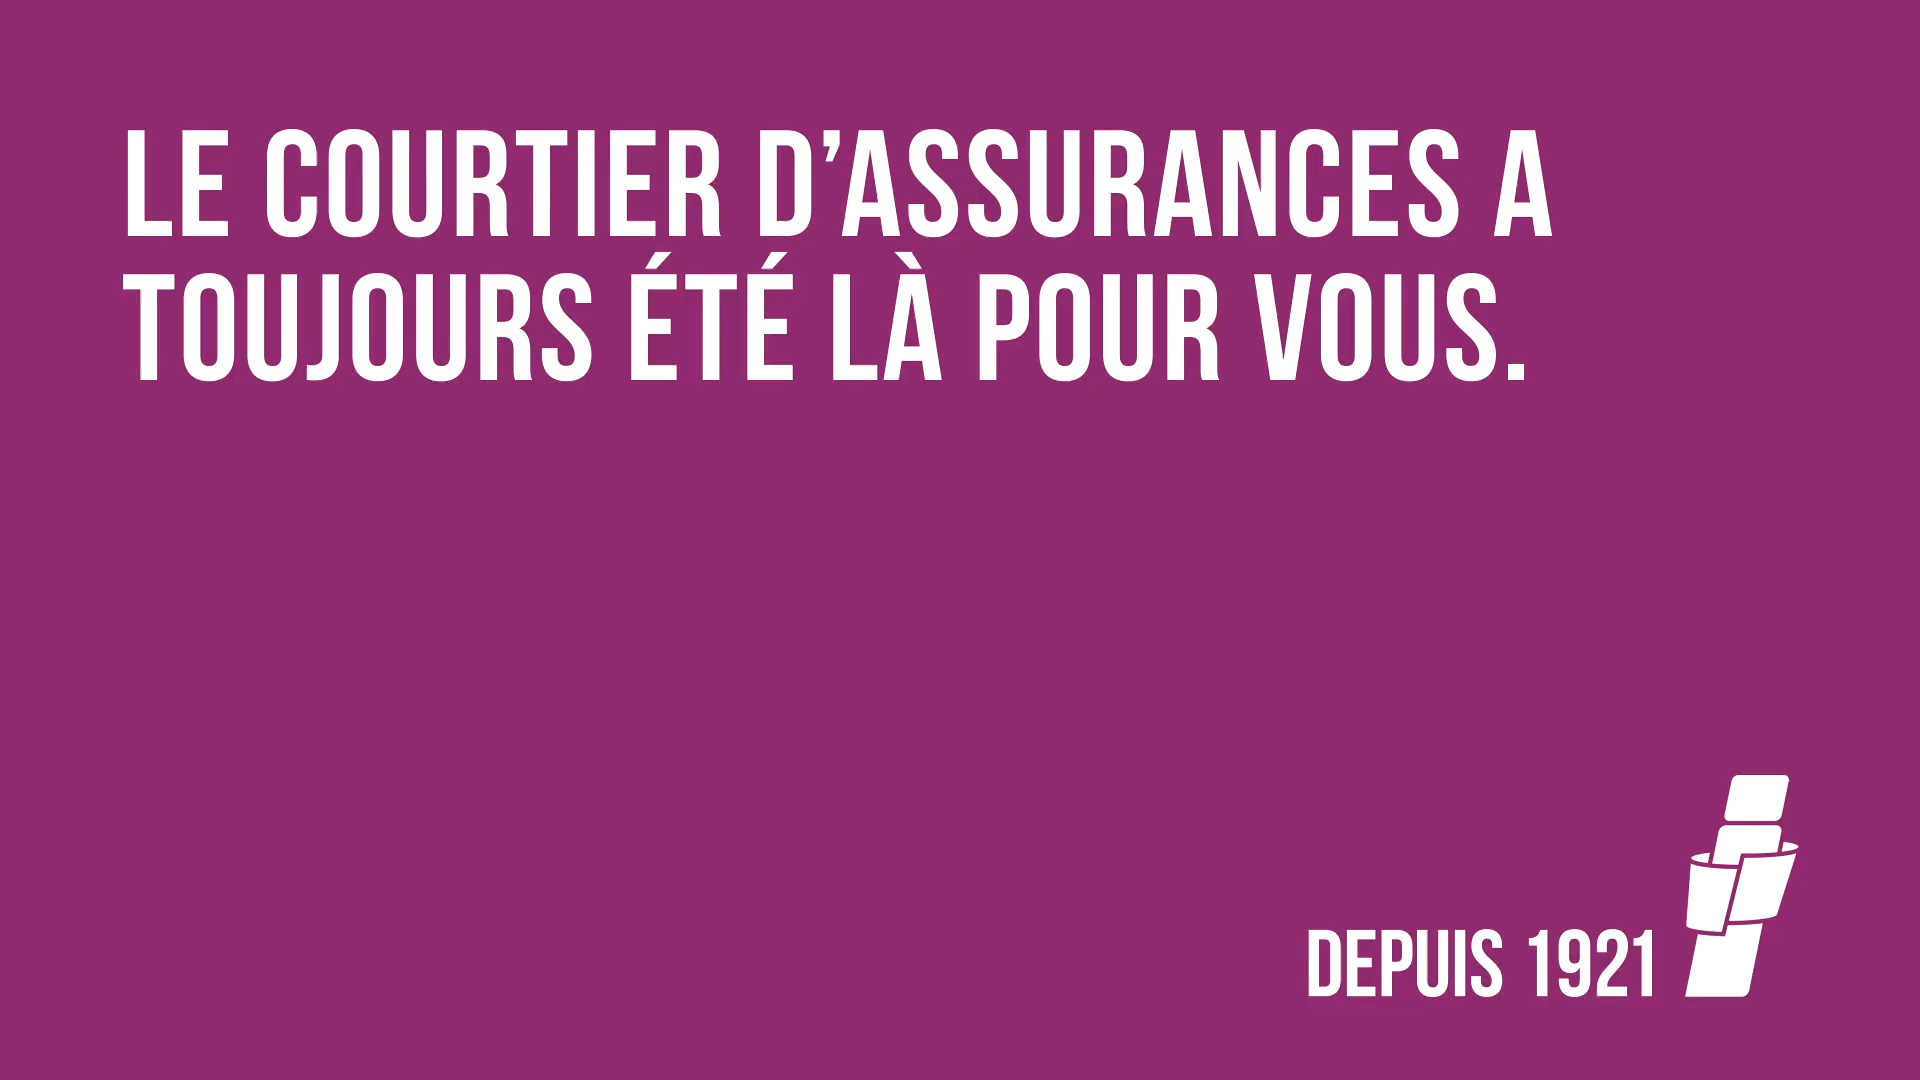 LE COURTIER D’ASSURANCES A
TOUJOURS ÉTÉ LÀ POUR VOUS.
DEPUIS 1921